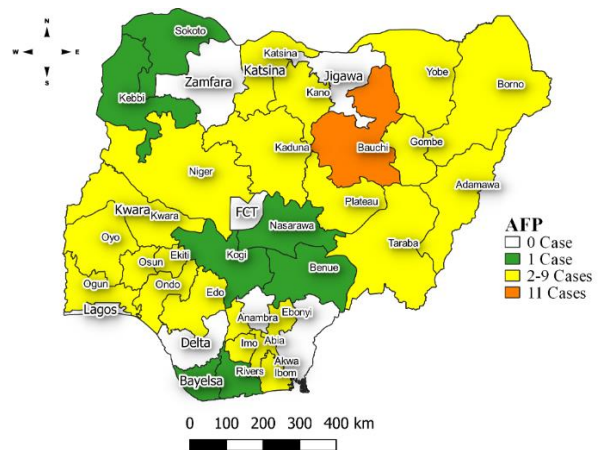 N
W E
S
Sokoto
Katsina
Zamfara
Katsina
Jigawa
Yobe
Borno
Kebbi
Kano
Kaduna
Bauchi
Gombe
Niger
Adamawa
Kwara
Kwara
FCT
Plateau
Nasarawa
Oyo
Taraba
Osun
Ekiti
Kogi
Benue
Ogun
Ondo
Edo
Lagos
Anambra
Ebonyi
Delta
Imo
Abia
Bayelsa
Rivers
Akwa
Ibom
AFP
0 Case
1 Case
2-9 Cases
11 Cases
0 100 200 300 400 km